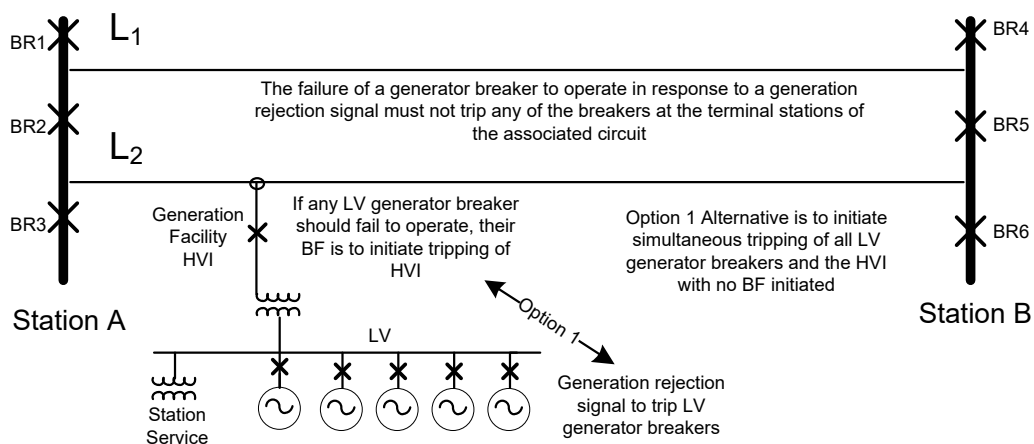 BR1
L1
BR4
The failure of a generator breaker to operate in response to a generation
rejection signal must not trip any of the breakers at the terminal stations of
the associated circuit
BR2
L2
BR5
BR3
Generation
Facility
HVI
If any LV generator breaker
should fail to operate, their
BF is to initiate tripping of
HVI
Option 1 Alternative is to initiate
simultaneous tripping of all LV
generator breakers and the HVI
with no BF initiated
BR6
Station A
Station B
Option 1
LV
Station
Service
Generation rejection
signal to trip LV
generator breakers